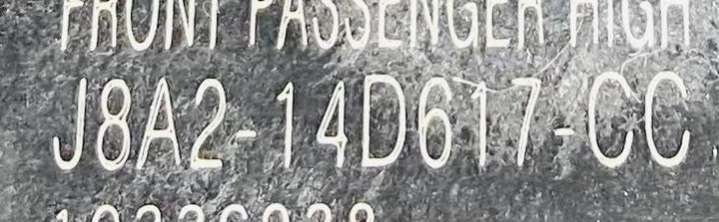 FRONT PASSENGER HIGH
J8A2-14D617-CC